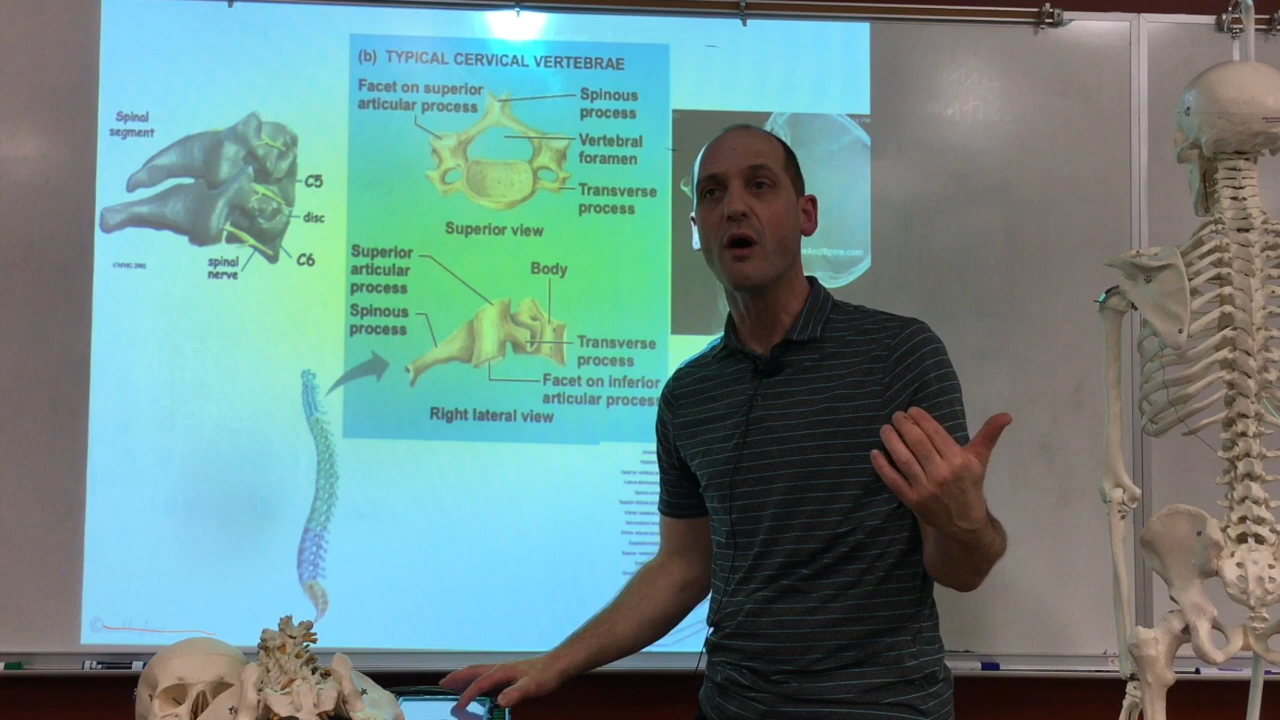 (b) TYPICAL CERVICAL VERTEBRAE
Facet on superior
articular process
Spinous
process
Vertebral
foramen
Transverse
process
Superior view
Superior
articular
process
Body
Spinous
process
Transverse
process
Facet on inferior
articular process
Right lateral view
Spinal
segment
C5
disc
C6
spinal
nerve